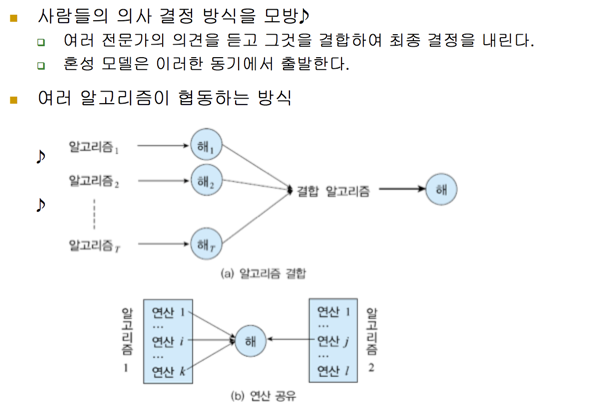 사람들의 의사 결정 방식을 모방♪
여러 전문가의 의견을 듣고 그것을 결합하여 최종 결정을 내린다.
혼성 모델은 이러한 동기에서 출발한다.
여러 알고리즘이 협동하는 방식
♪
♪
알고리즘1 해1
알고리즘2 해2
결합 알고리즘 해
알고리즘T 해T
(a) 알고리즘 결합
알고리즘 1
연산 1
...
연산 i
...
연산 k
해
연산 1
...
연산 j
...
연산 l
알고리즘 2
(b) 연산 공유